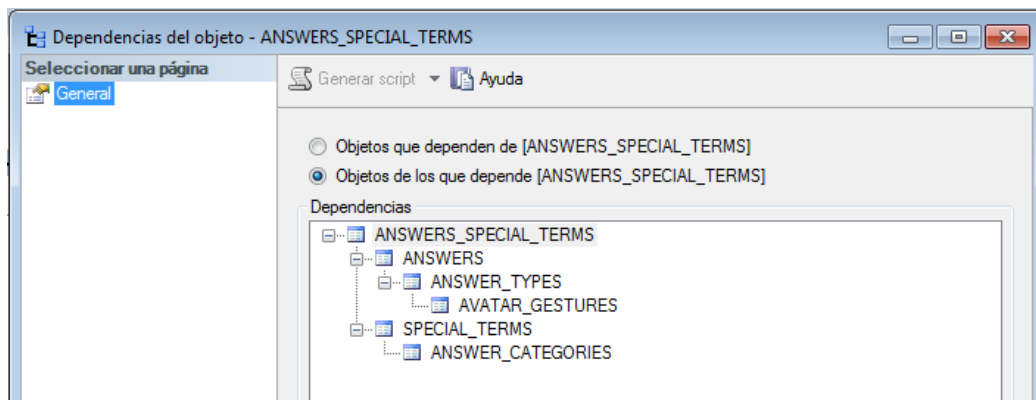 Dependencias del objeto - ANSWERS_SPECIAL_TERMS
Seleccionar una página
General
Generar script
Ayuda
Objetos que dependen de [ANSWERS_SPECIAL_TERMS]
Objetos de los que depende [ANSWERS_SPECIAL_TERMS]
Dependencias
ANSWERS_SPECIAL_TERMS
ANSWERS
ANSWER_TYPES
AVATAR_GESTURES
SPECIAL_TERMS
ANSWER_CATEGORIES